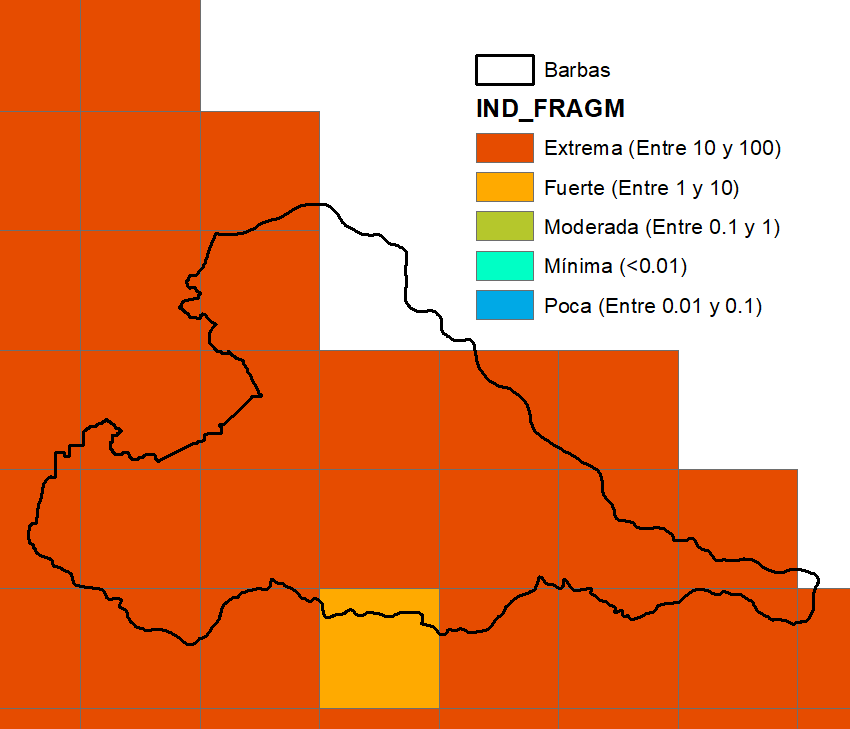 Barbas
IND_FRAGM
Extrema (Entre 10 y 100)
Fuerte (Entre 1 y 10)
Moderada (Entre 0.1 y 1)
Mínima (<0.01)
Poca (Entre 0.01 y 0.1)